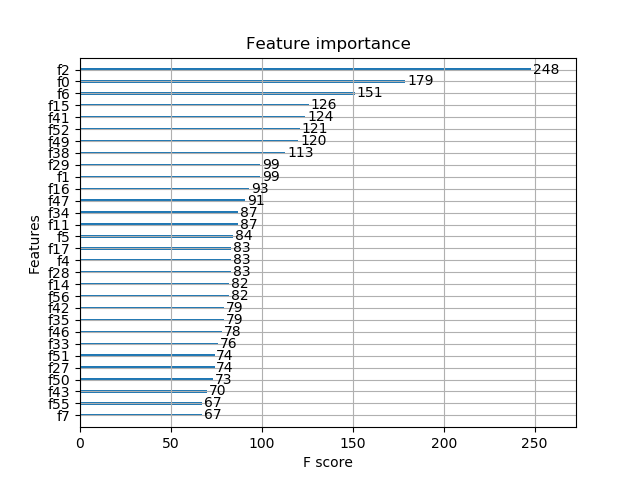 Feature importance
f2 248
f0 179
f6 151
f15 126
f41 124
f52 121
f49 120
f38 113
f29 99
f1 99
f16 93
f47 91
f34 87
f11 87
f5 84
f17 83
f4 83
f28 83
f14 82
f56 82
f42 79
f35 79
f46 78
f33 76
f51 74
f27 74
f50 73
f43 70
f55 67
f7 67
Features
0 50 100 150 200 250
F score